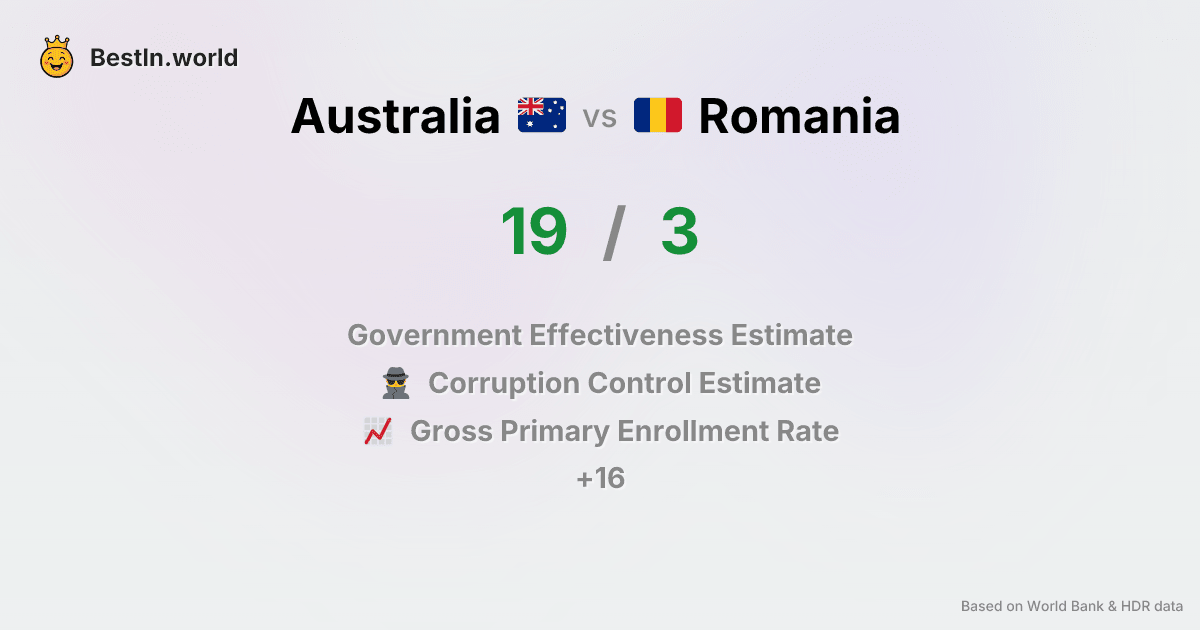 BestIn.world
Australia vs Romania
19 / 3
Government Effectiveness Estimate
Corruption Control Estimate
Gross Primary Enrollment Rate
+16
Based on World Bank & HDR data